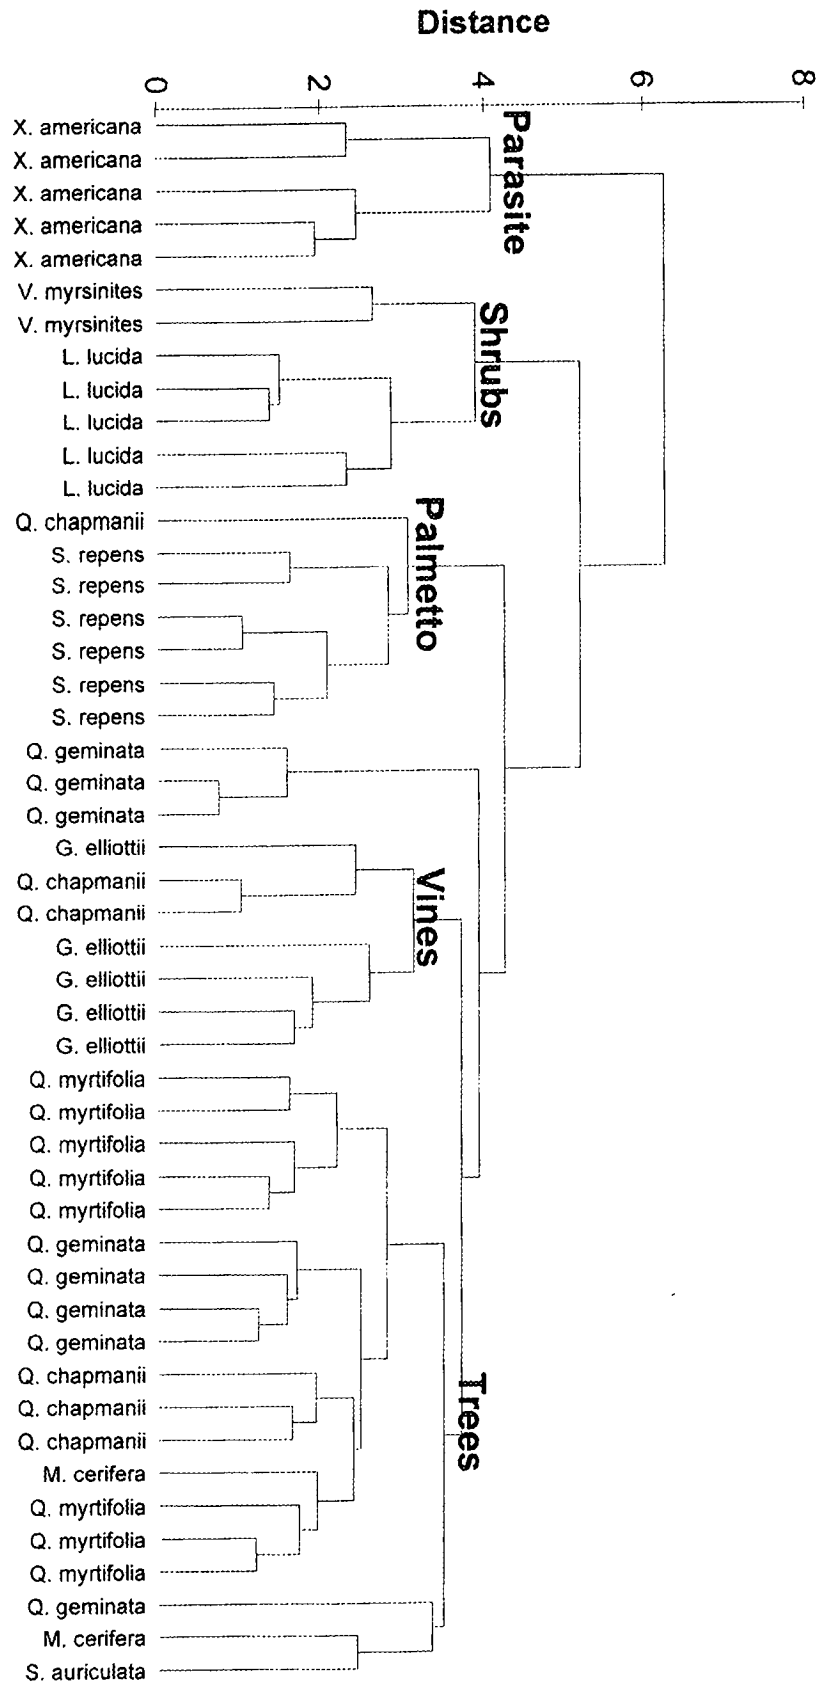 Distance
0 2 4 6 8
X. americana
X. americana
X. americana
X. americana
X. americana
V. myrsinites
V. myrsinites
L. lucida
L. lucida
L. lucida
L. lucida
L. lucida
Q. chapmanii
S. repens
S. repens
S. repens
S. repens
S. repens
S. repens
Q. geminata
Q. geminata
Q. geminata
G. elliottii
Q. chapmanii
Q. chapmanii
G. elliottii
G. elliottii
G. elliottii
G. elliottii
Q. myrtifolia
Q. myrtifolia
Q. myrtifolia
Q. myrtifolia
Q. myrtifolia
Q. geminata
Q. geminata
Q. geminata
Q. geminata
Q. chapmanii
Q. chapmanii
Q. chapmanii
M. cerifera
Q. myrtifolia
Q. myrtifolia
Q. myrtifolia
Q. geminata
M. cerifera
S. auriculata
Parasite
Shrubs
Palmetto
Vines
Trees